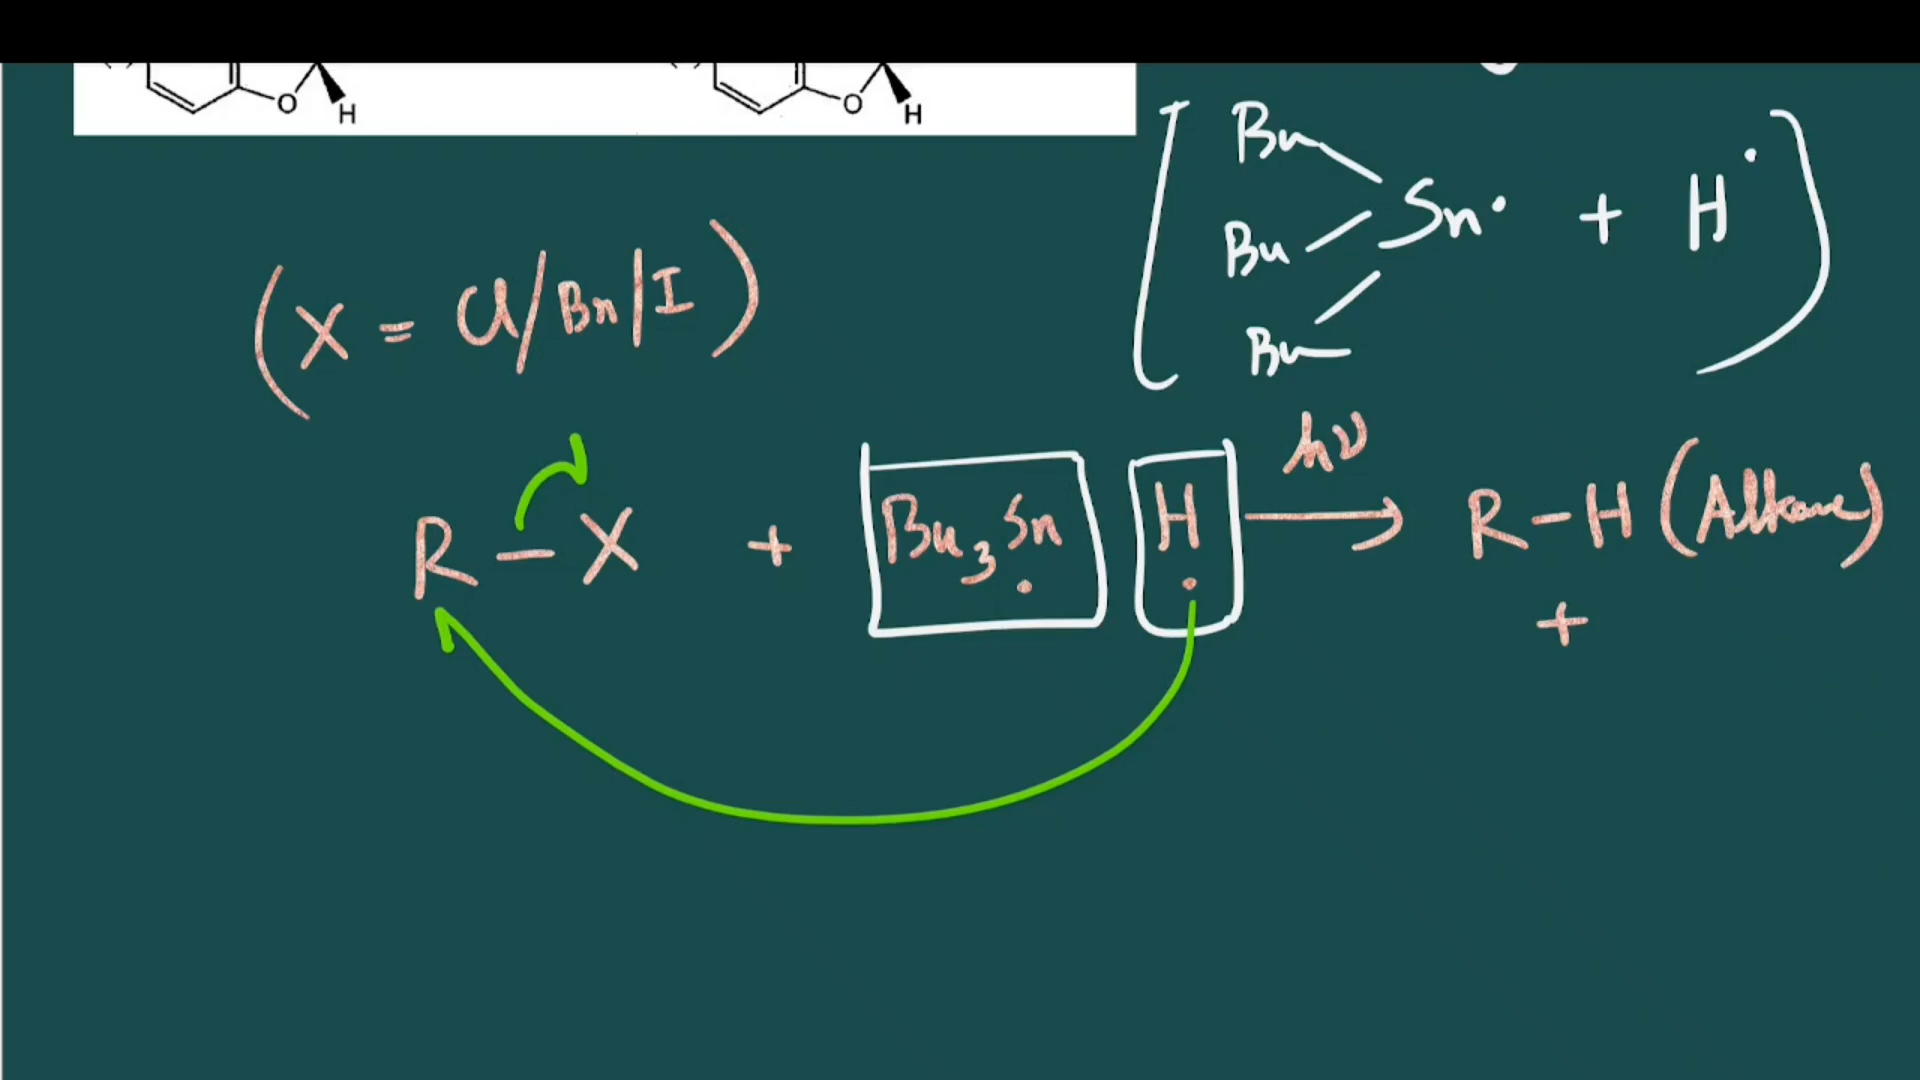 O H O H
Bu
Bu Sn• + H•
Bu
(X = Cl/Br/I)
hν
R – X + Bu₃Sn• H• → R–H (Alkane)
+